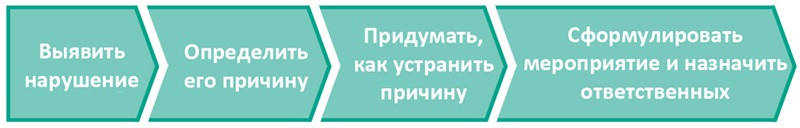 Выявить
нарушение
Определить
его причину
Придумать,
как устранить
причину
Сформулировать
мероприятие и назначить
ответственных